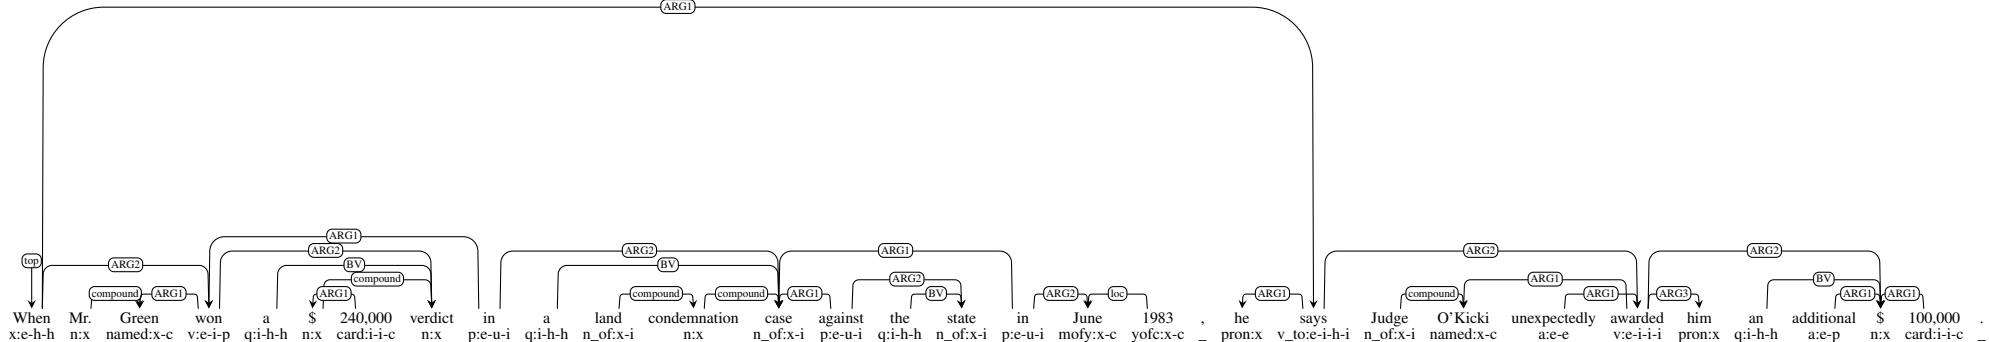 ARG1
ARG1
top ARG2 ARG2 BV compound ARG2 BV ARG1 ARG2 ARG2 ARG1 ARG2 BV
compound ARG1 ARG1 compound compound ARG1 BV ARG2 loc ARG1 compound ARG1 ARG3 ARG1 ARG1
When Mr. Green won a $ 240,000 verdict in a land condemnation case against the state in June 1983 , he says Judge O'Kicki unexpectedly awarded him an additional $ 100,000 .
x:e-h-h n:x named:x-c v:e-i-p q:i-h-h n:x card:i-i-c n:x p:e-u-i q:i-h-h n_of:x-i n:x n_of:x-i p:e-u-i q:i-h-h n_of:x-i p:e-u-i mofy:x-c yofc:x-c _ pron:x v_to:e-i-h-i n_of:x-i named:x-c a:e-e v:e-i-i-i pron:x q:i-h-h a:e-p n:x card:i-i-c _